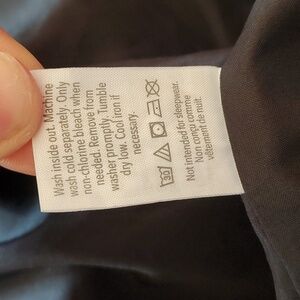 Wash inside out. Machine
wash cold separately. Only
non-chlorine bleach when
needed. Remove from
washer promptly. Tumble
dry low. Cool iron if
necessary.
30
Not intended for sleepwear.
Non conçu comme
vêtement de nuit.